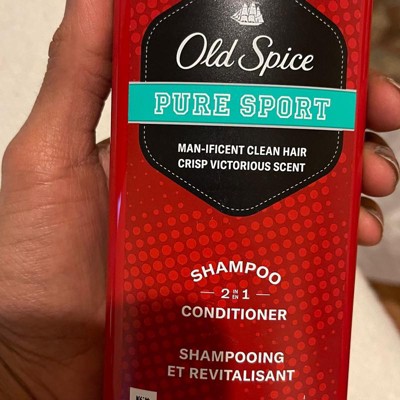 Old Spice
PURE SPORT
MAN-IFICENT CLEAN HAIR
CRISP VICTORIOUS SCENT
SHAMPOO
2 IN EN 1
CONDITIONER
SHAMPOOING
ET REVITALISANT